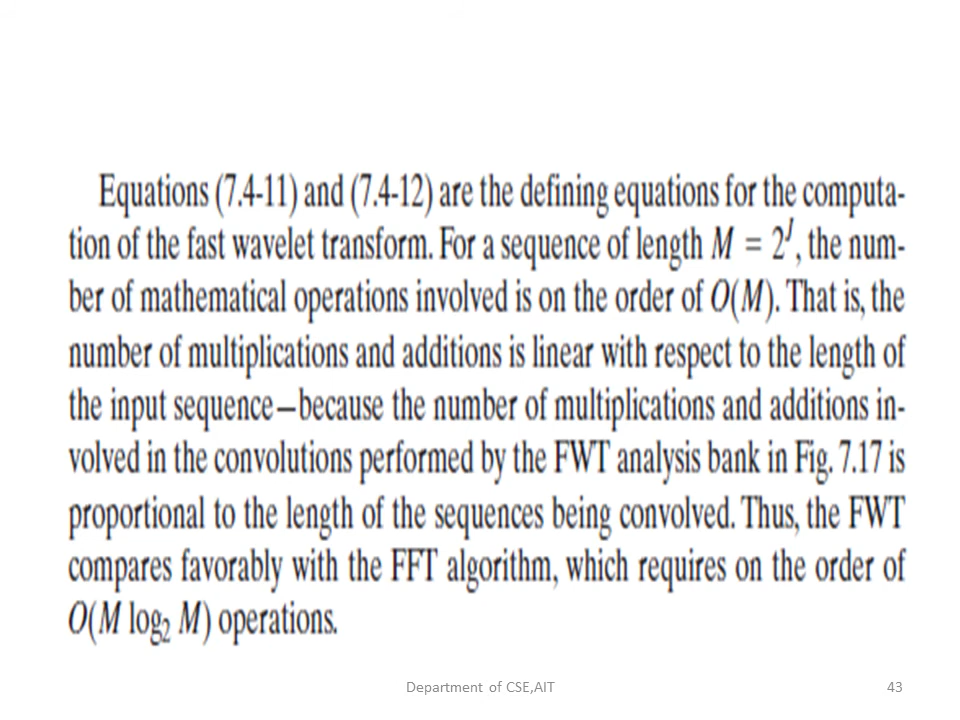 Equations (7.4-11) and (7.4-12) are the defining equations for the computa-
tion of the fast wavelet transform. For a sequence of length M = 2^J, the num-
ber of mathematical operations involved is on the order of O(M). That is, the
number of multiplications and additions is linear with respect to the length of
the input sequence—because the number of multiplications and additions in-
volved in the convolutions performed by the FWT analysis bank in Fig. 7.17 is
proportional to the length of the sequences being convolved. Thus, the FWT
compares favorably with the FFT algorithm, which requires on the order of
O(M log₂ M) operations.
Department of CSE,AIT
43